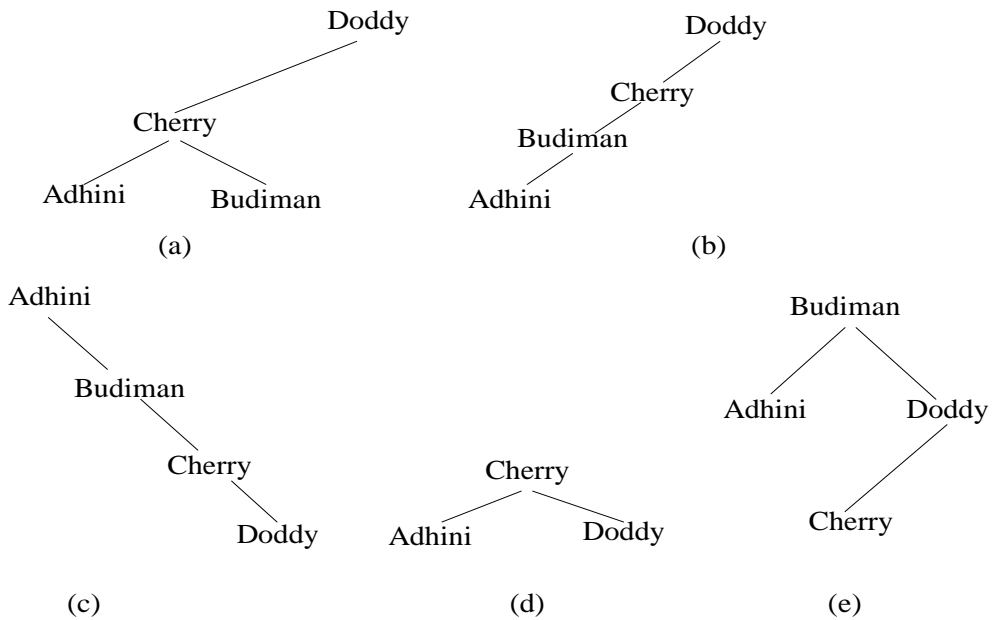 Doddy
Cherry
Adhini Budiman
(a)
Doddy
Cherry
Budiman
Adhini
(b)
Adhini
Budiman
Cherry
Doddy
(c)
Cherry
Adhini Doddy
(d)
Budiman
Adhini Doddy
Cherry
(e)